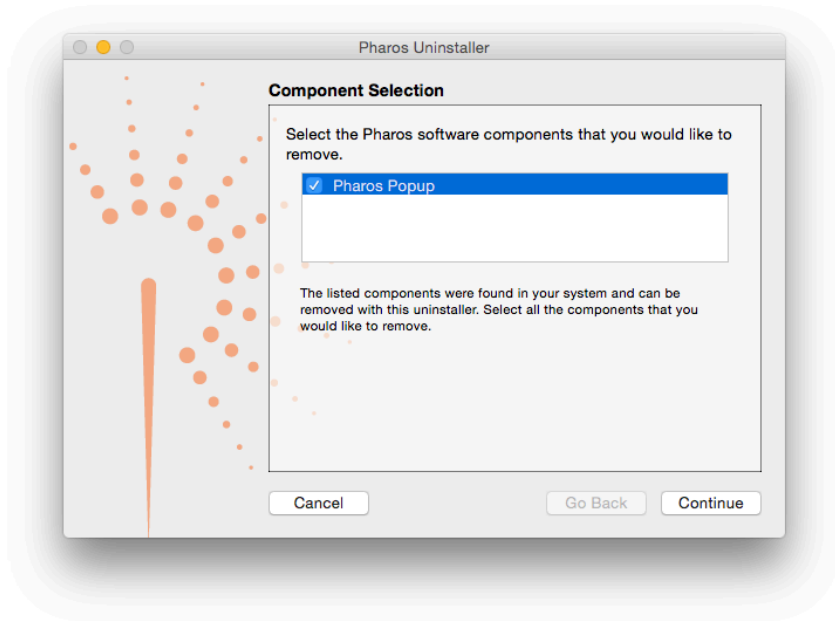 Pharos Uninstaller
Component Selection
Select the Pharos software components that you would like to
remove.
Pharos Popup
The listed components were found in your system and can be
removed with this uninstaller. Select all the components that you
would like to remove.
Cancel
Go Back
Continue